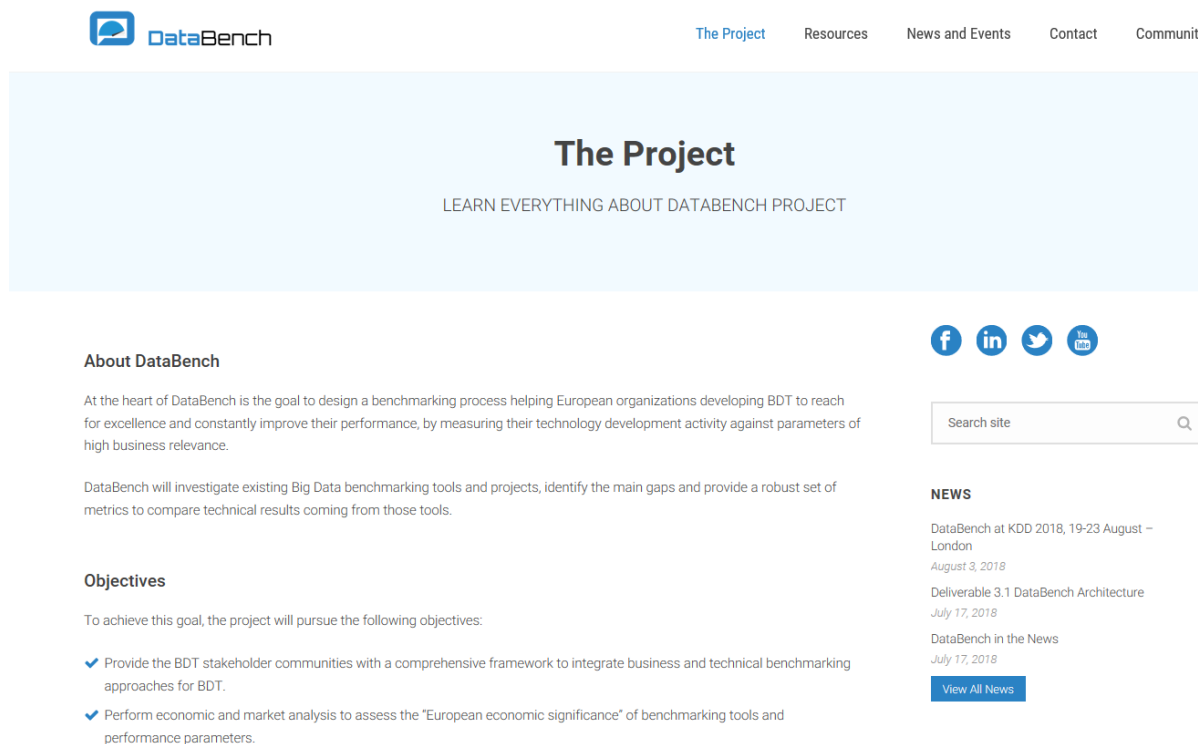 DataBench
The Project Resources News and Events Contact Communit
The Project
LEARN EVERYTHING ABOUT DATABENCH PROJECT
About DataBench
At the heart of DataBench is the goal to design a benchmarking process helping European organizations developing BDT to reach
for excellence and constantly improve their performance, by measuring their technology development activity against parameters of
high business relevance.
DataBench will investigate existing Big Data benchmarking tools and projects, identify the main gaps and provide a robust set of
metrics to compare technical results coming from those tools.
Objectives
To achieve this goal, the project will pursue the following objectives:
Provide the BDT stakeholder communities with a comprehensive framework to integrate business and technical benchmarking
approaches for BDT.
Perform economic and market analysis to assess the “European economic significance” of benchmarking tools and
performance parameters.
f in You Tube
Search site
NEWS
DataBench at KDD 2018, 19-23 August –
London
August 3, 2018
Deliverable 3.1 DataBench Architecture
July 17, 2018
DataBench in the News
July 17, 2018
View All News